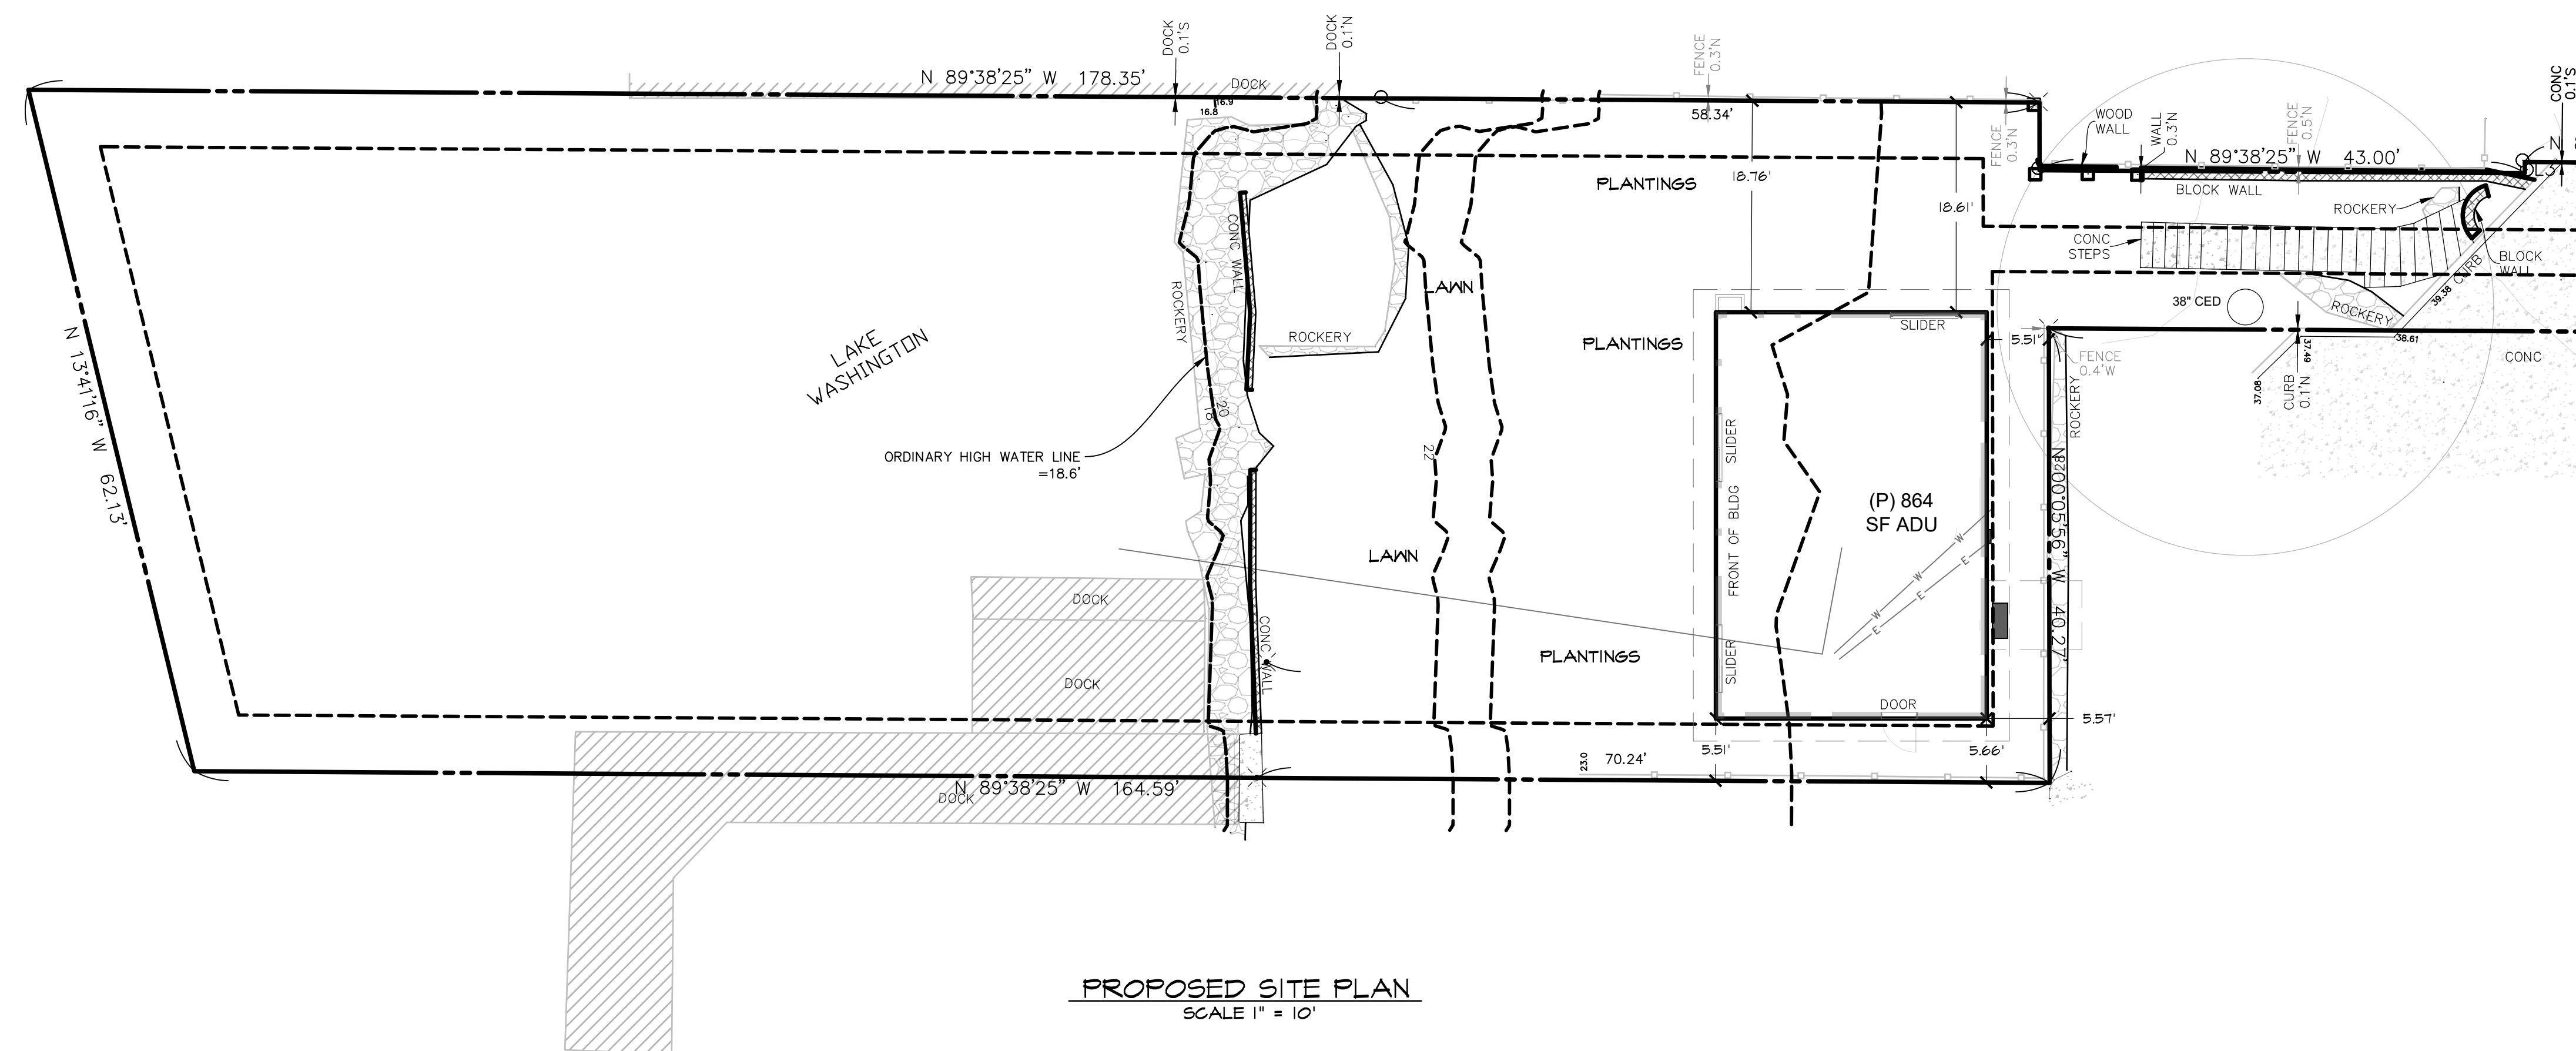 DOCK
0.1'S
DOCK
0.1'N
FENCE
0.3'N
CONC
0.1'S
N 89°38'25" W 178.35'
DOCK
16.9
16.8
58.34'
FENCE
0.3'N
WOOD
WALL
WALL
0.3'N
FENCE
0.5'N
N
N 89°38'25" W 43.00'
BLOCK WALL
ROCKERY
18.76'
18.61'
PLANTINGS
CONC
STEPS
BLOCK
WALL
CURB
39.38
CONC WALL
ROCKERY
LAWN
38" CED
ROCKERY
SLIDER
5.51'
ROCKERY
PLANTINGS
38.61
37.49
37.08
CURB
0.1'N
CONC
FENCE
0.4'W
ROCKERY
LAKE
WASHINGTON
N 13°41'16" W 62.13'
ORDINARY HIGH WATER LINE
=18.6'
20
18
22
SLIDER
FRONT OF BLDG
SLIDER
(P) 864
SF ADU
28
N 00°05'56" W 40.27'
LAWN
W
W
E
E
DOCK
DOCK
CONC WALL
PLANTINGS
DOOR
5.57'
5.51'
5.66'
23.0
70.24'
N 89°38'25" W 164.59'
DOCK
PROPOSED SITE PLAN
SCALE 1" = 10'